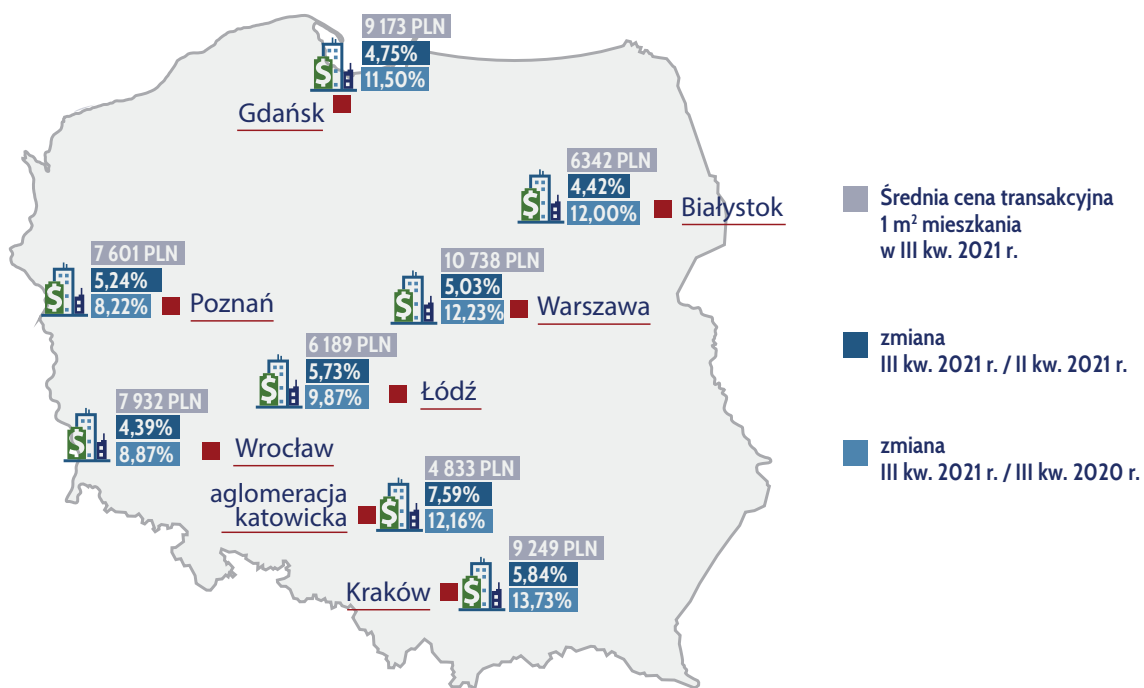 9 173 PLN
4,75%
11,50%
Gdańsk
6342 PLN
4,42%
12,00%
Białystok
7 601 PLN
5,24%
8,22%
Poznań
10 738 PLN
5,03%
12,23%
Warszawa
6 189 PLN
5,73%
9,87%
Łódź
7 932 PLN
4,39%
8,87%
Wrocław
4 833 PLN
7,59%
12,16%
aglomeracja
katowicka
9 249 PLN
5,84%
13,73%
Kraków
Średnia cena transakcyjna
1 m² mieszkania
w III kw. 2021 r.
zmiana
III kw. 2021 r. / II kw. 2021 r.
zmiana
III kw. 2021 r. / III kw. 2020 r.